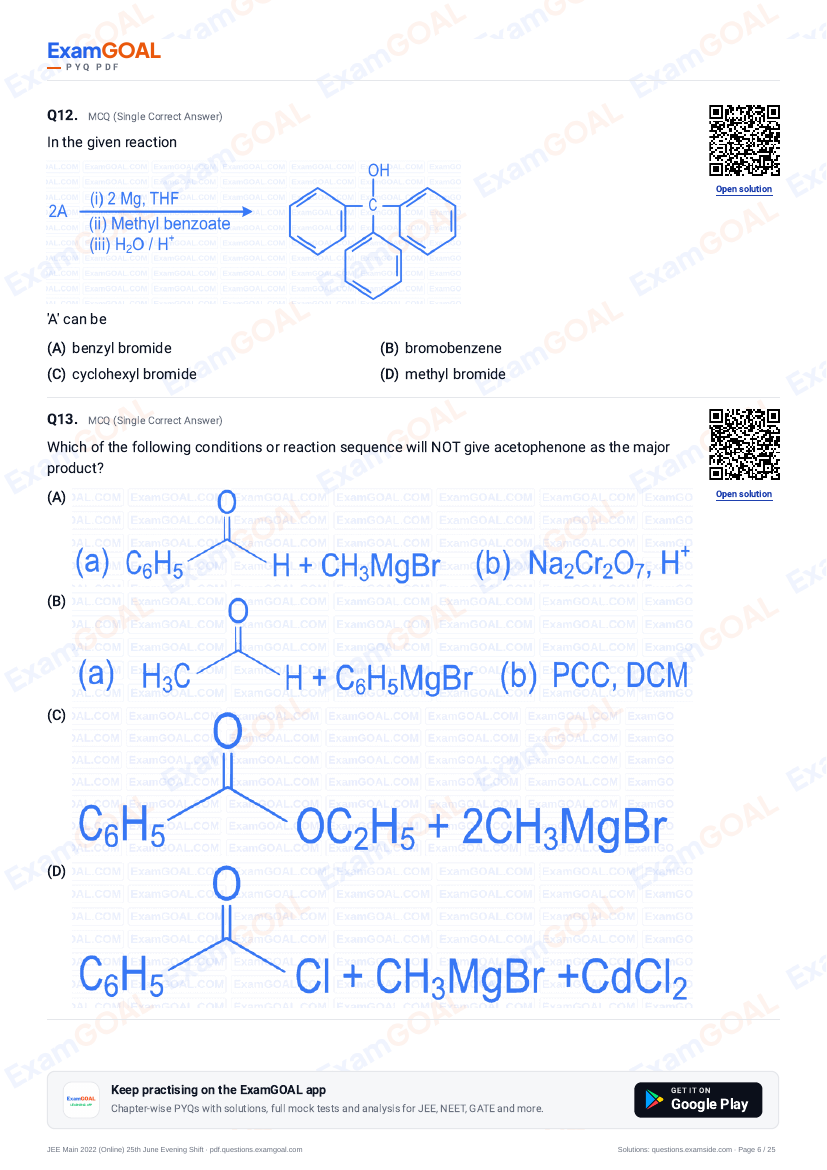 ExamGOAL
PYQ PDF
Q12. MCQ (Single Correct Answer)
In the given reaction
Open solution
2A
(i) 2 Mg, THF
(ii) Methyl benzoate
(iii) H₂O / H⁺
OH
C
'A' can be
(A) benzyl bromide
(B) bromobenzene
(C) cyclohexyl bromide
(D) methyl bromide
Q13. MCQ (Single Correct Answer)
Which of the following conditions or reaction sequence will NOT give acetophenone as the major
product?
Open solution
(A)
O
(a) C₆H₅ H + CH₃MgBr (b) Na₂Cr₂O₇, H⁺
(B)
O
(a) H₃C H + C₆H₅MgBr (b) PCC, DCM
(C)
O
C₆H₅ OC₂H₅ + 2CH₃MgBr
(D)
O
C₆H₅ Cl + CH₃MgBr +CdCl₂
ExamGOAL
Keep practising on the ExamGOAL app
Chapter-wise PYQs with solutions, full mock tests and analysis for JEE, NEET, GATE and more.
GET IT ON
Google Play
JEE Main 2022 (Online) 25th June Evening Shift · pdf.questions.examgoal.com
Solutions: questions.examside.com · Page 6 / 25